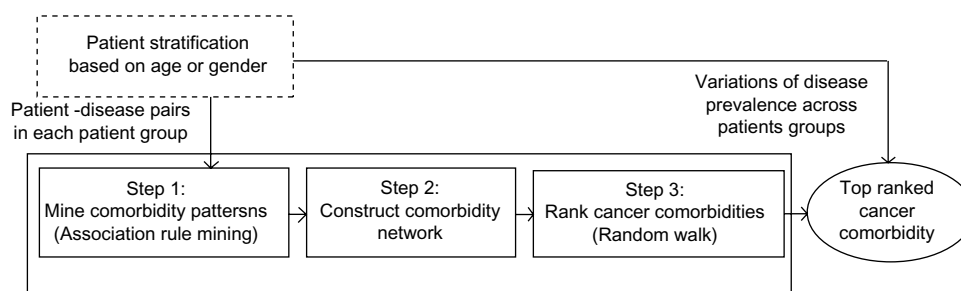 Patient stratification
based on age or gender
Patient -disease pairs
in each patient group
Variations of disease
prevalence across
patients groups
Step 1:
Mine comorbidity pattersns
(Association rule mining)
Step 2:
Construct comorbidity
network
Step 3:
Rank cancer comorbidities
(Random walk)
Top ranked
cancer
comorbidity